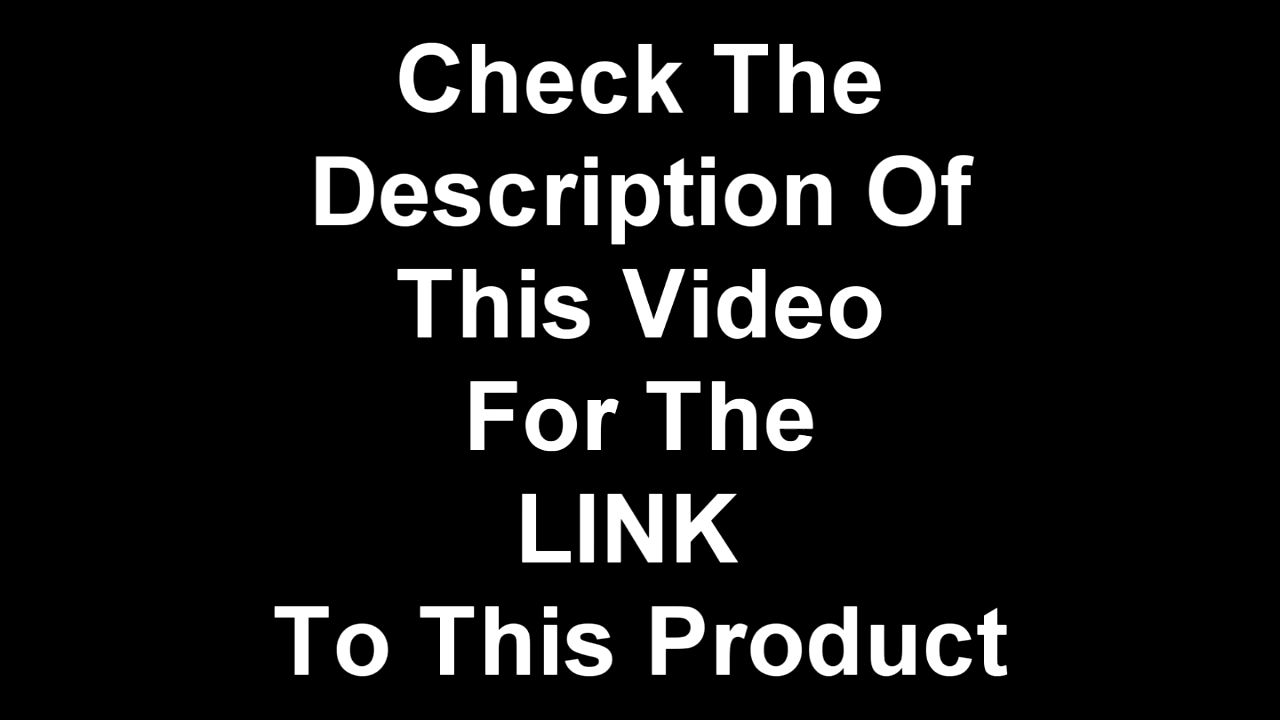 Check The
Description Of
This Video
For The
LINK
To This Product